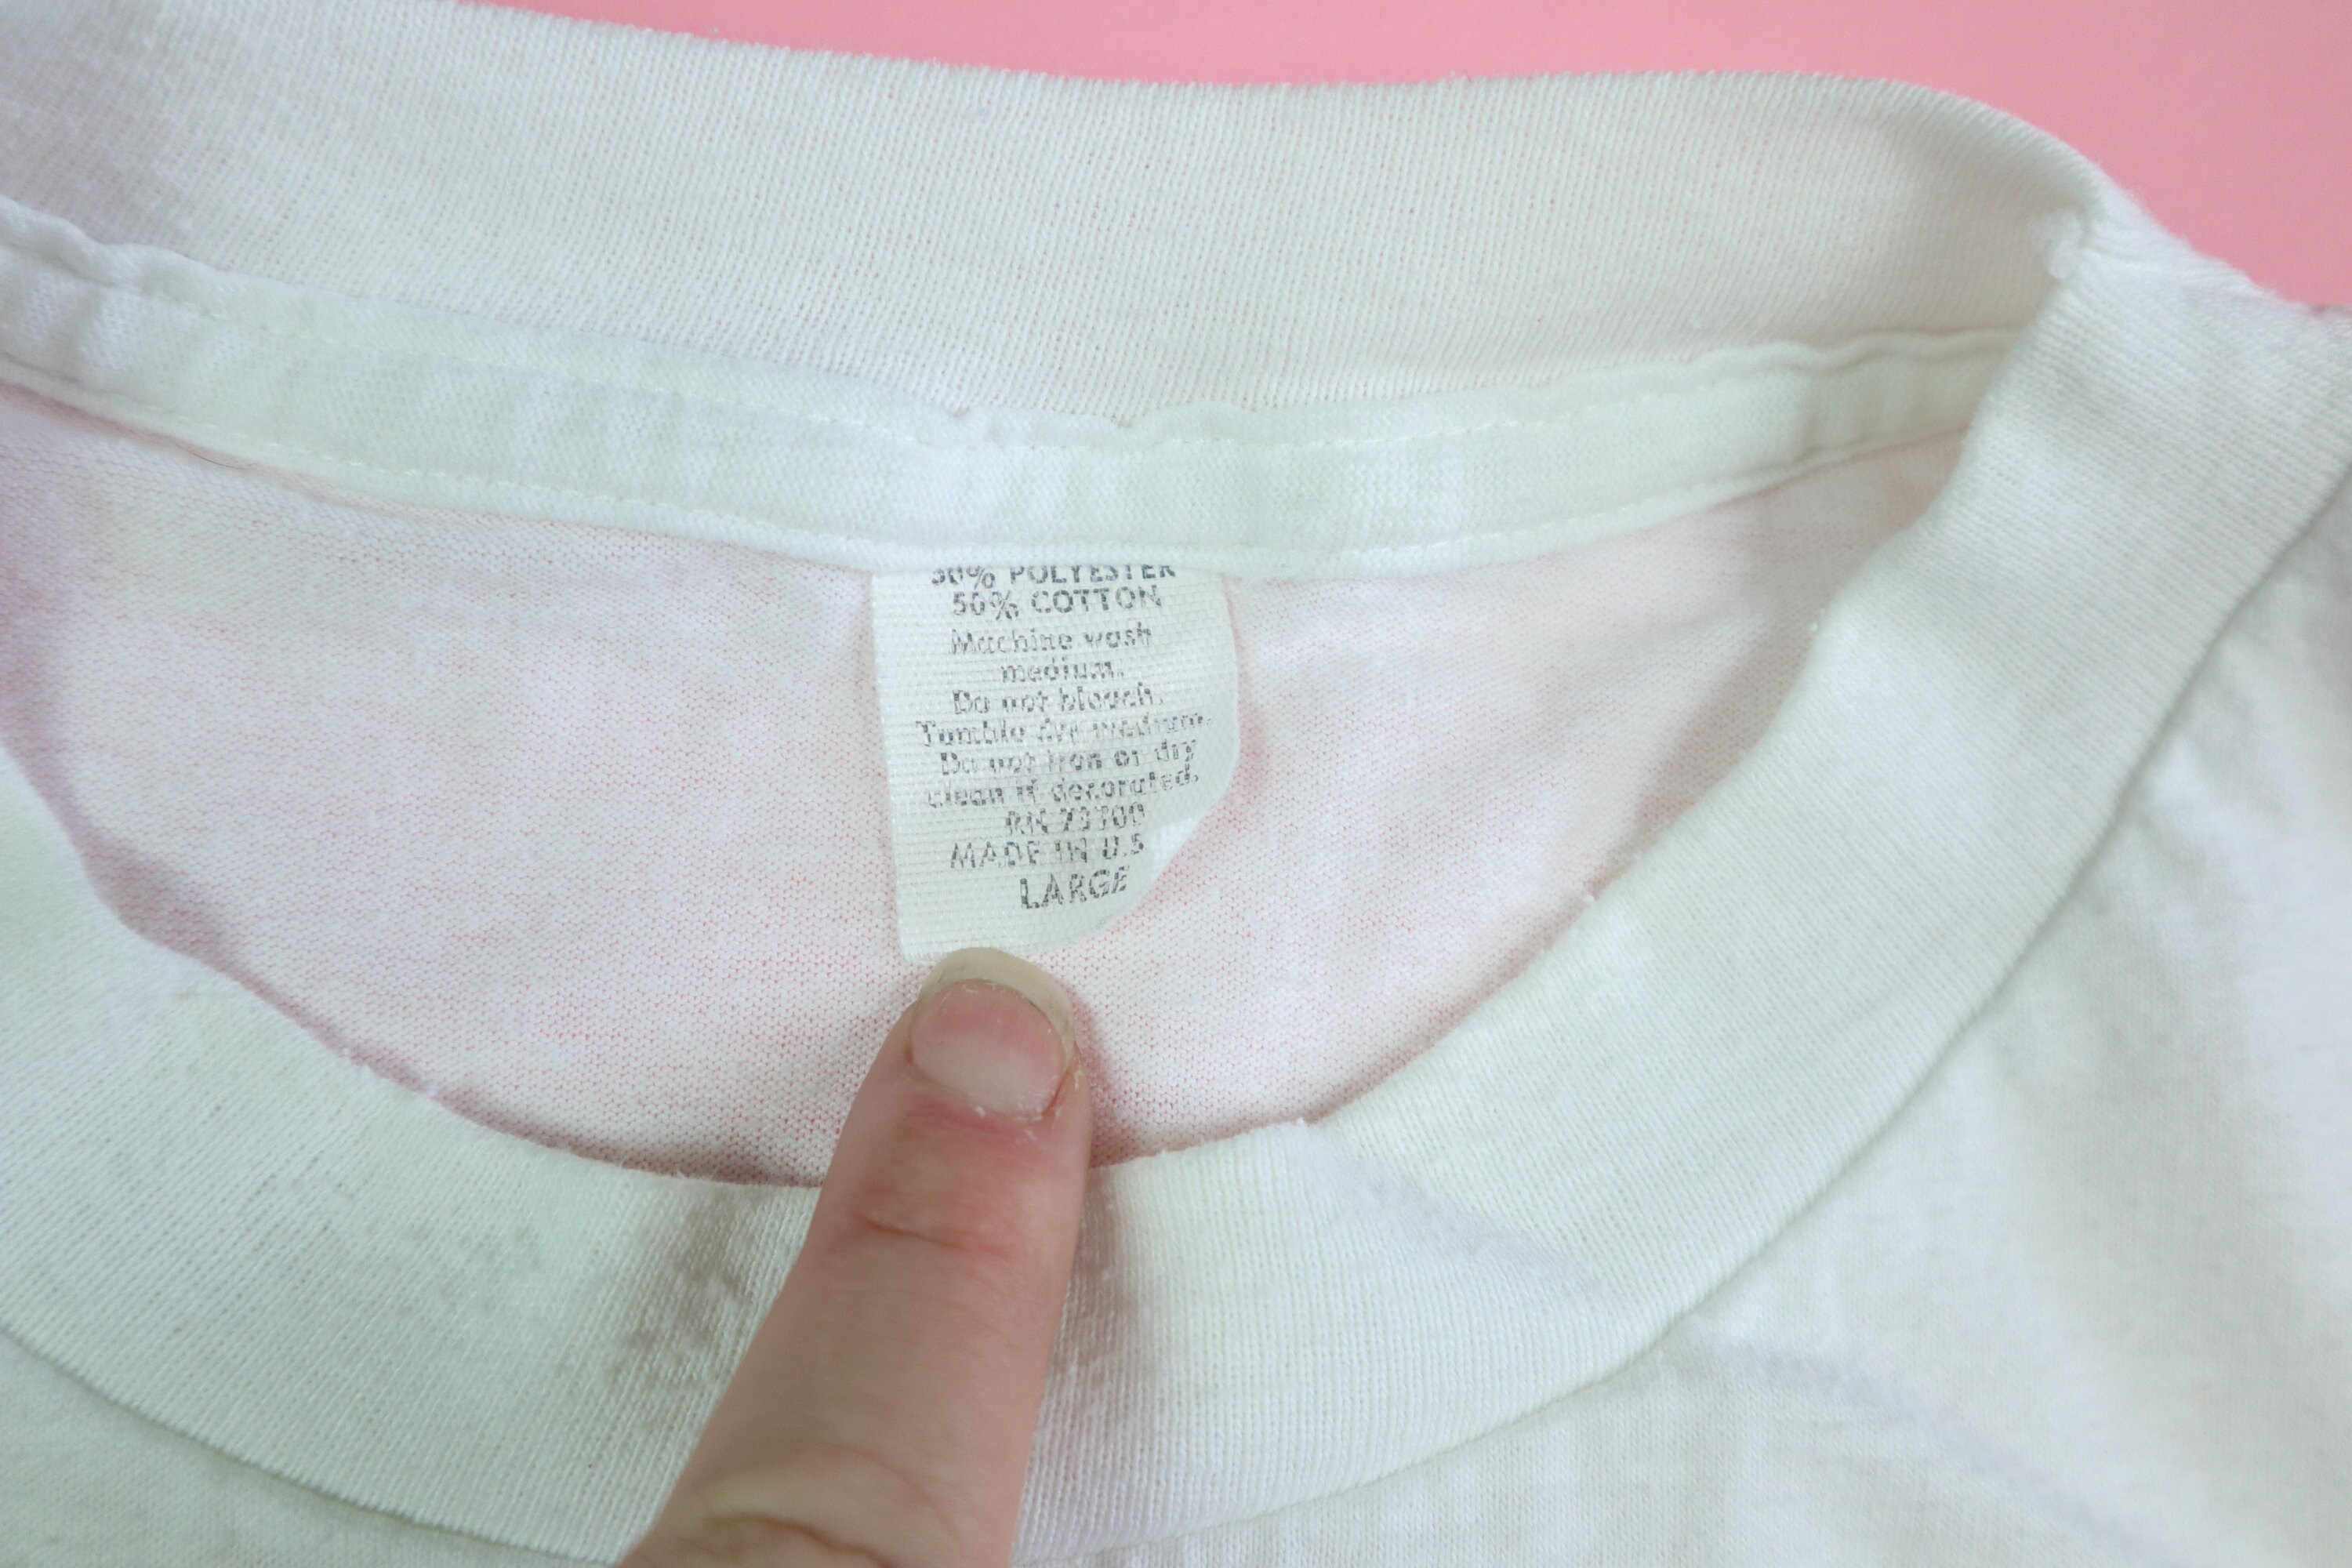 50% POLYESTER
50% COTTON
Machine wash
medium.
Do not bleach.
Tumble dry medium.
Do not iron or dry
clean if decorated.
RN
MADE IN U.S
LARGE